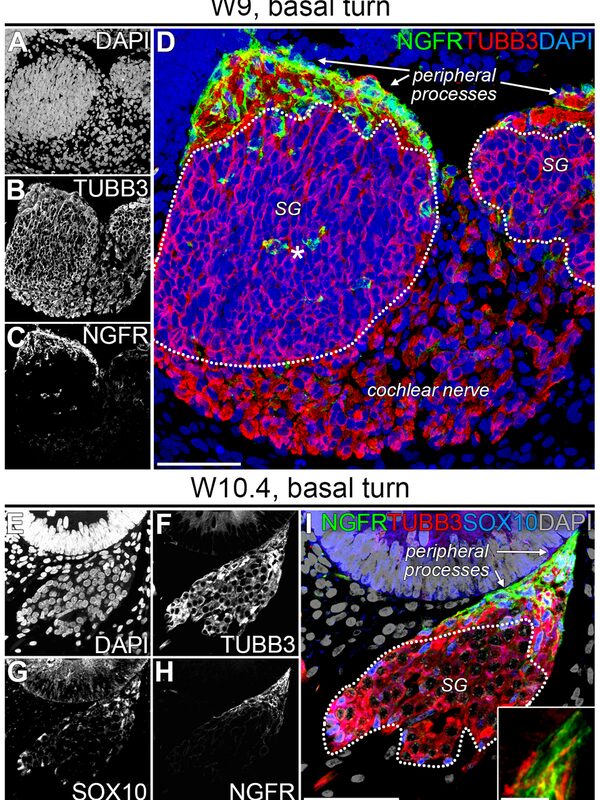 W9, basal turn
A
DAPI
B
TUBB3
C
NGFR
D
NGFRTUBB3DAPI
peripheral
processes
SG
SG
*
cochlear nerve
W10.4, basal turn
E
DAPI
F
TUBB3
G
SOX10
H
NGFR
I
NGFRTUBB3SOX10DAPI
peripheral
processes
SG